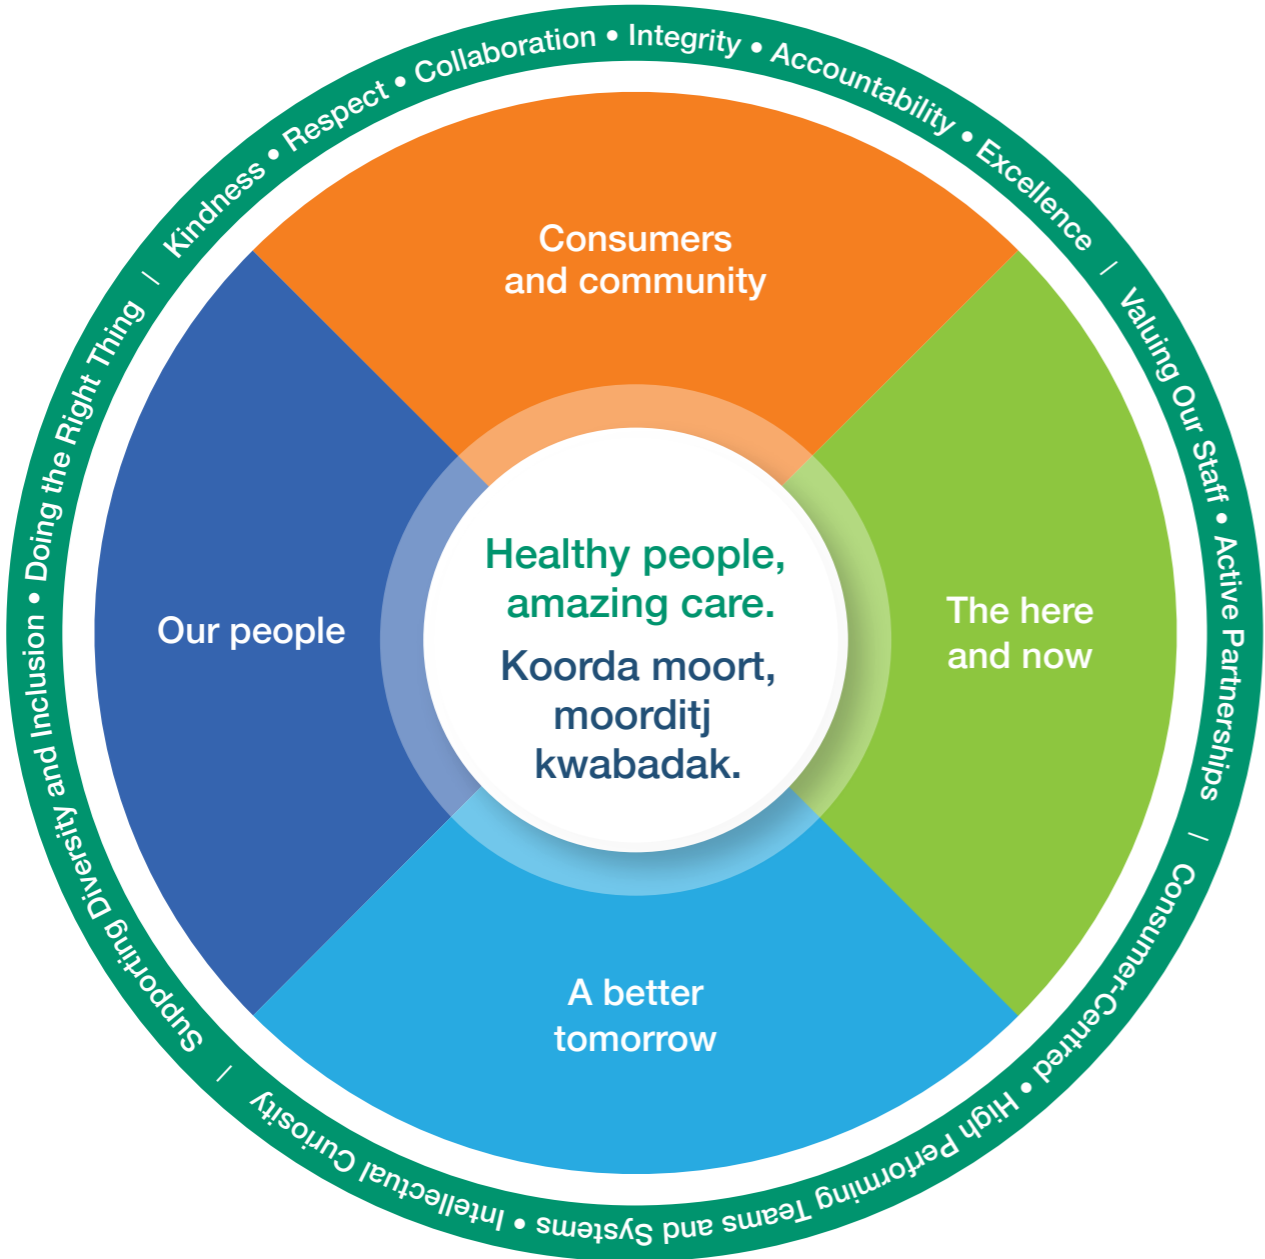 Kindness • Respect • Collaboration • Integrity • Accountability • Excellence | Valuing Our Staff • Active Partnerships | Consumer-Centred • High Performing Teams and Systems • Intellectual Curiosity | Supporting Diversity and Inclusion • Doing the Right Thing |
Consumers
and community
Our people
Healthy people,
amazing care.
Koorda moort,
moorditj
kwabadak.
The here
and now
A better
tomorrow